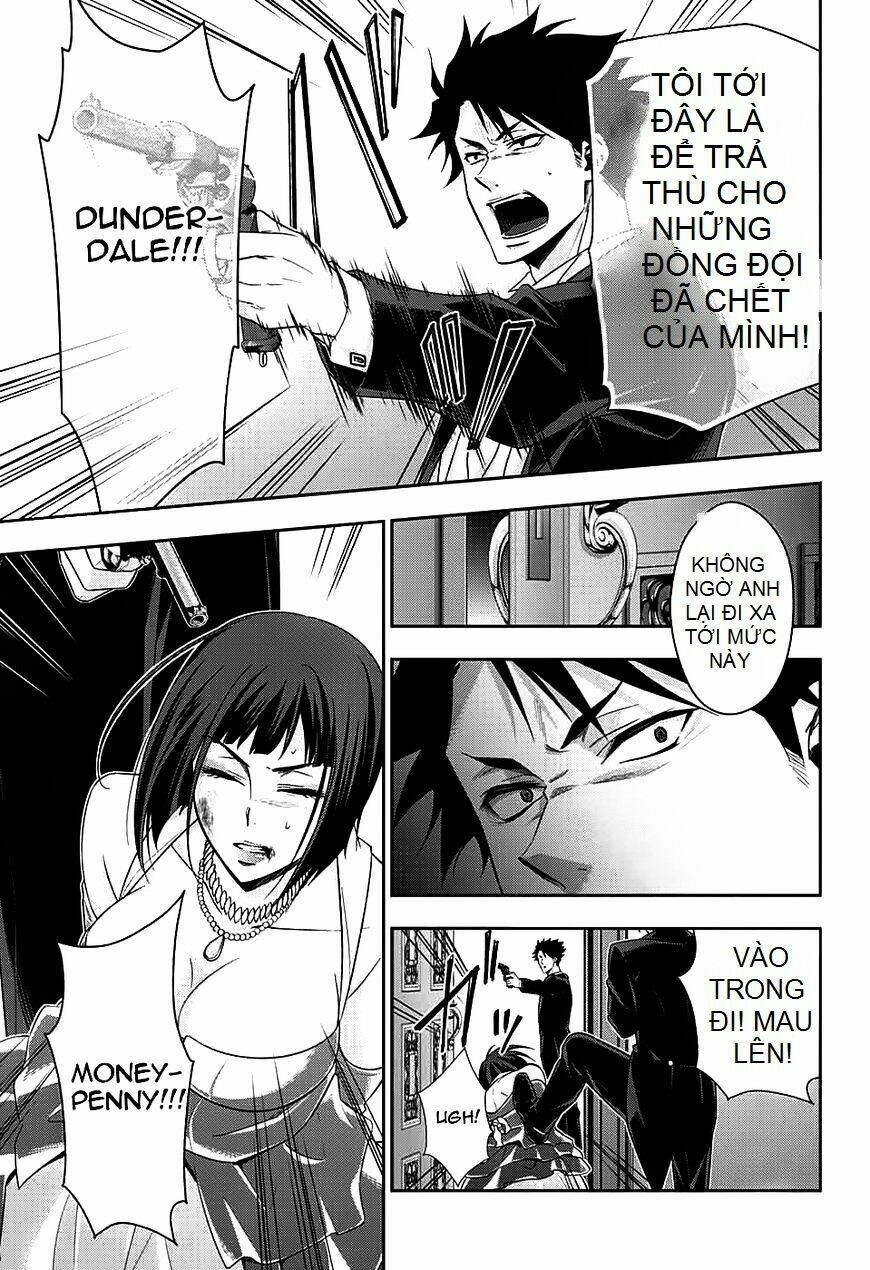 TÔI TỚI
ĐÂY LÀ
ĐỂ TRẢ
THÙ CHO
NHỮNG
ĐỒNG ĐỘI
ĐÃ CHẾT
CỦA MÌNH!
DUNDER-
DALE!!!
KHÔNG
NGỜ ANH
LẠI ĐI XA
TỚI MỨC
NÀY
VÀO
TRONG
ĐI! MAU
LÊN!
UGH!
MONEY-
PENNY!!!